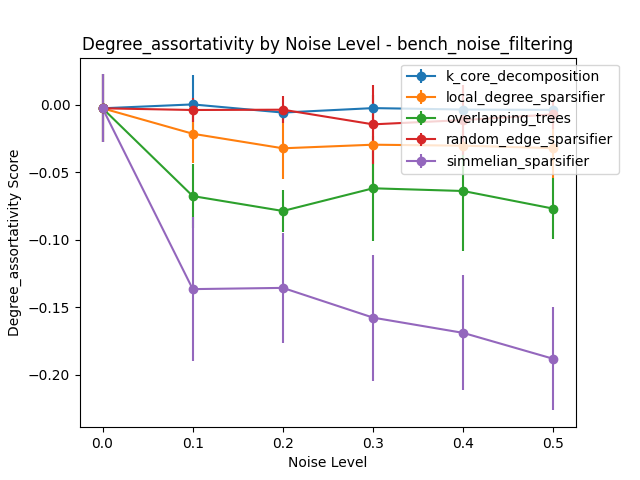 Degree_assortativity by Noise Level - bench_noise_filtering
k_core_decomposition
local_degree_sparsifier
overlapping_trees
random_edge_sparsifier
simmelian_sparsifier
Degree_assortativity Score
0.00
−0.05
−0.10
−0.15
−0.20
0.0 0.1 0.2 0.3 0.4 0.5
Noise Level